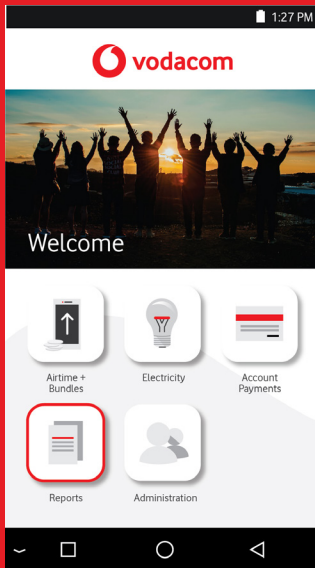 1:27 PM
vodacom
Welcome
Airtime +
Bundles
Electricity
Account
Payments
Reports
Administration